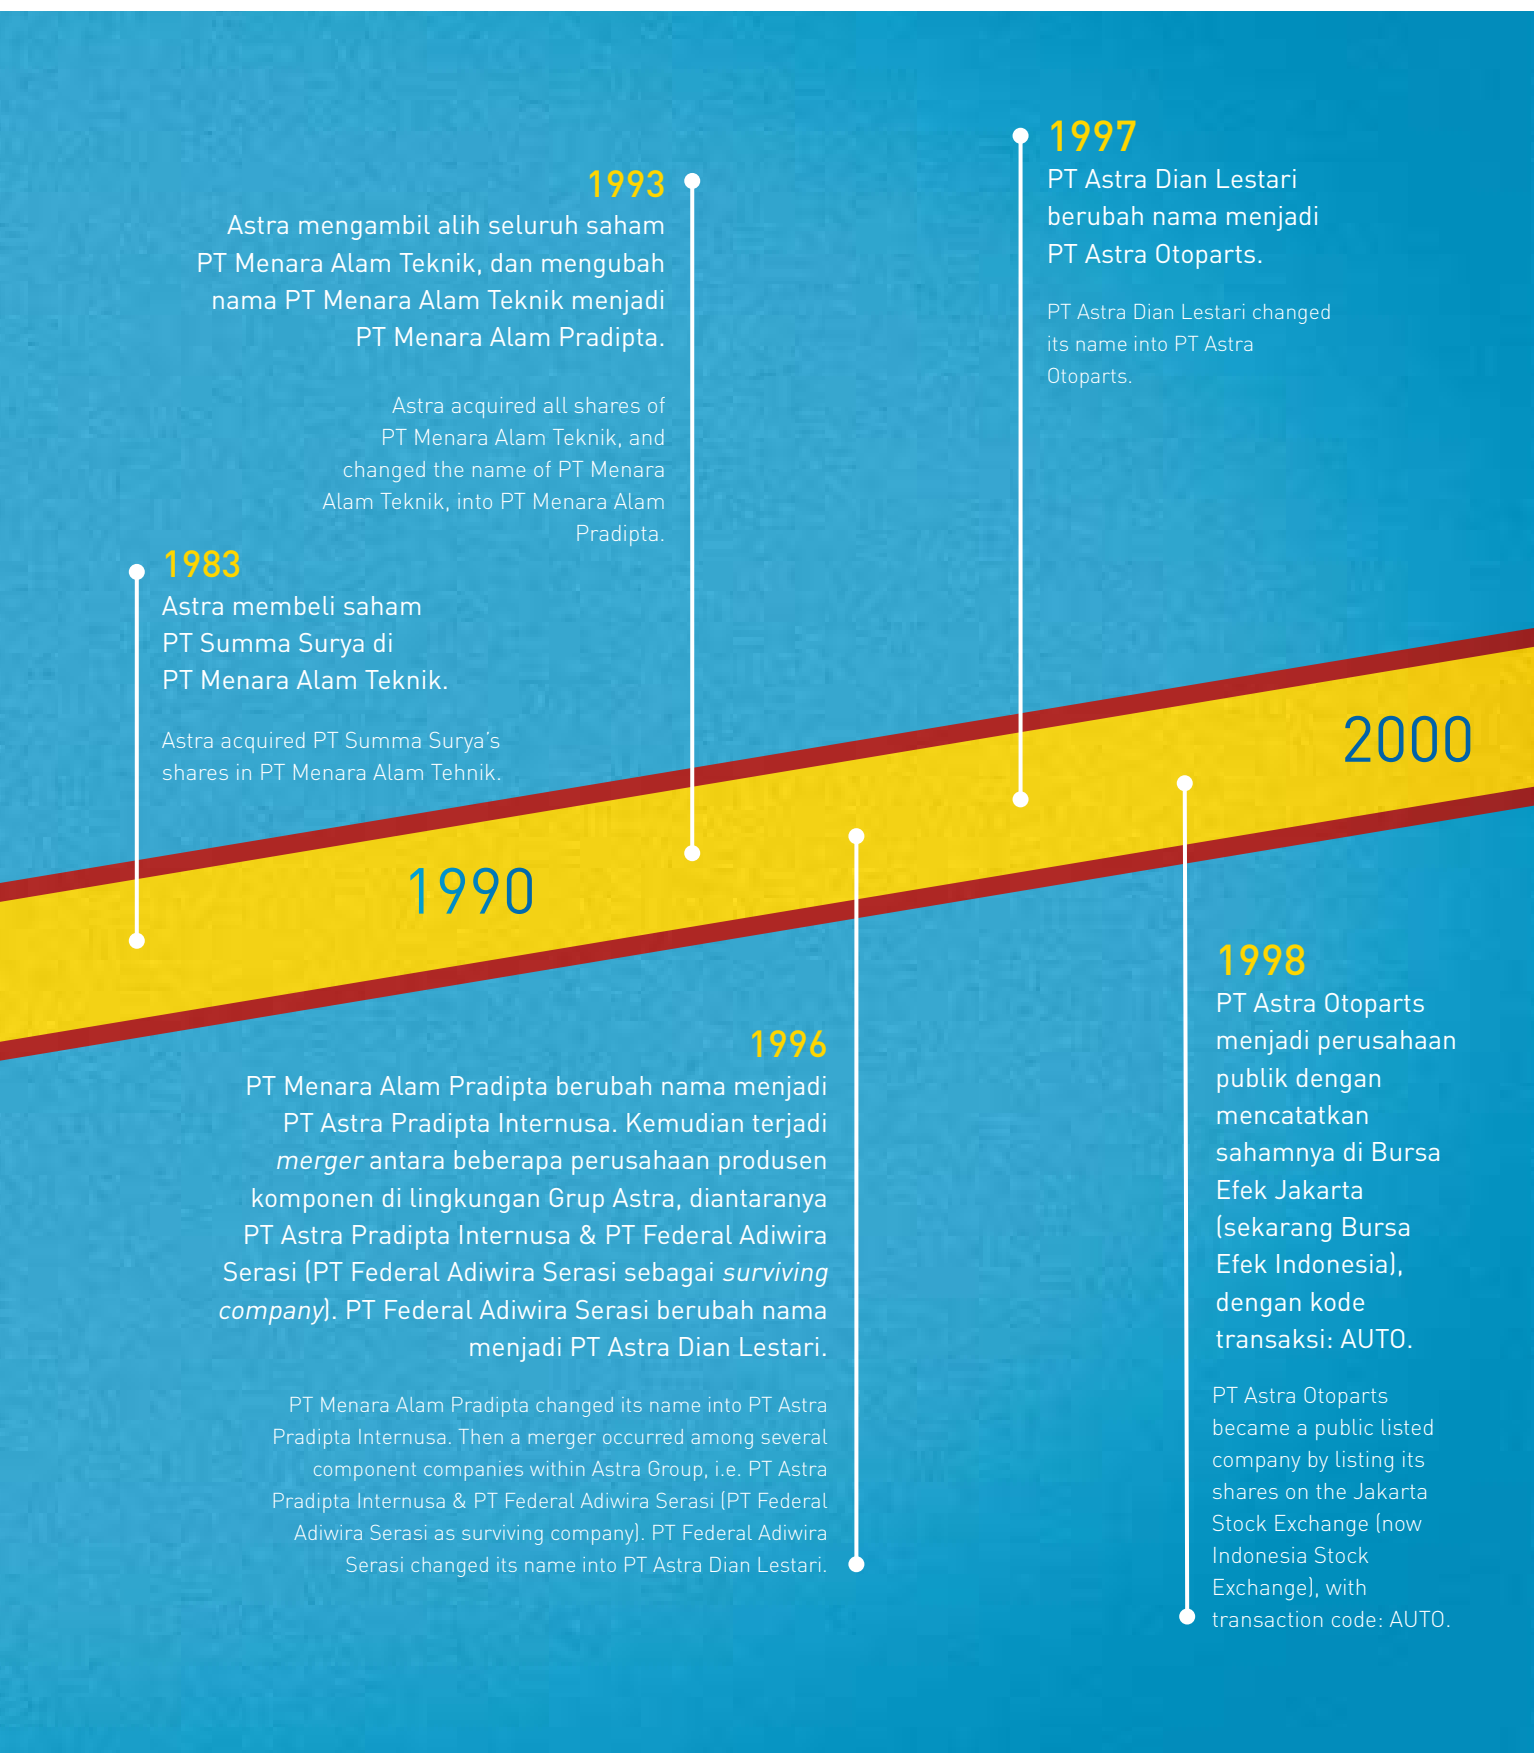 1983
Astra membeli saham
PT Summa Surya di
PT Menara Alam Teknik.
Astra acquired PT Summa Surya’s
shares in PT Menara Alam Tehnik.
1990
1993
Astra mengambil alih seluruh saham
PT Menara Alam Teknik, dan mengubah
nama PT Menara Alam Teknik menjadi
PT Menara Alam Pradipta.
Astra acquired all shares of
PT Menara Alam Teknik, and
changed the name of PT Menara
Alam Teknik, into PT Menara Alam
Pradipta.
1996
PT Menara Alam Pradipta berubah nama menjadi
PT Astra Pradipta Internusa. Kemudian terjadi
merger antara beberapa perusahaan produsen
komponen di lingkungan Grup Astra, diantaranya
PT Astra Pradipta Internusa & PT Federal Adiwira
Serasi (PT Federal Adiwira Serasi sebagai surviving
company). PT Federal Adiwira Serasi berubah nama
menjadi PT Astra Dian Lestari.
PT Menara Alam Pradipta changed its name into PT Astra
Pradipta Internusa. Then a merger occurred among several
component companies within Astra Group, i.e. PT Astra
Pradipta Internusa & PT Federal Adiwira Serasi (PT Federal
Adiwira Serasi as surviving company). PT Federal Adiwira
Serasi changed its name into PT Astra Dian Lestari.
1997
PT Astra Dian Lestari
berubah nama menjadi
PT Astra Otoparts.
PT Astra Dian Lestari changed
its name into PT Astra
Otoparts.
1998
PT Astra Otoparts
menjadi perusahaan
publik dengan
mencatatkan
sahamnya di Bursa
Efek Jakarta
(sekarang Bursa
Efek Indonesia),
dengan kode
transaksi: AUTO.
PT Astra Otoparts
became a public listed
company by listing its
shares on the Jakarta
Stock Exchange (now
Indonesia Stock
Exchange), with
transaction code: AUTO.
2000